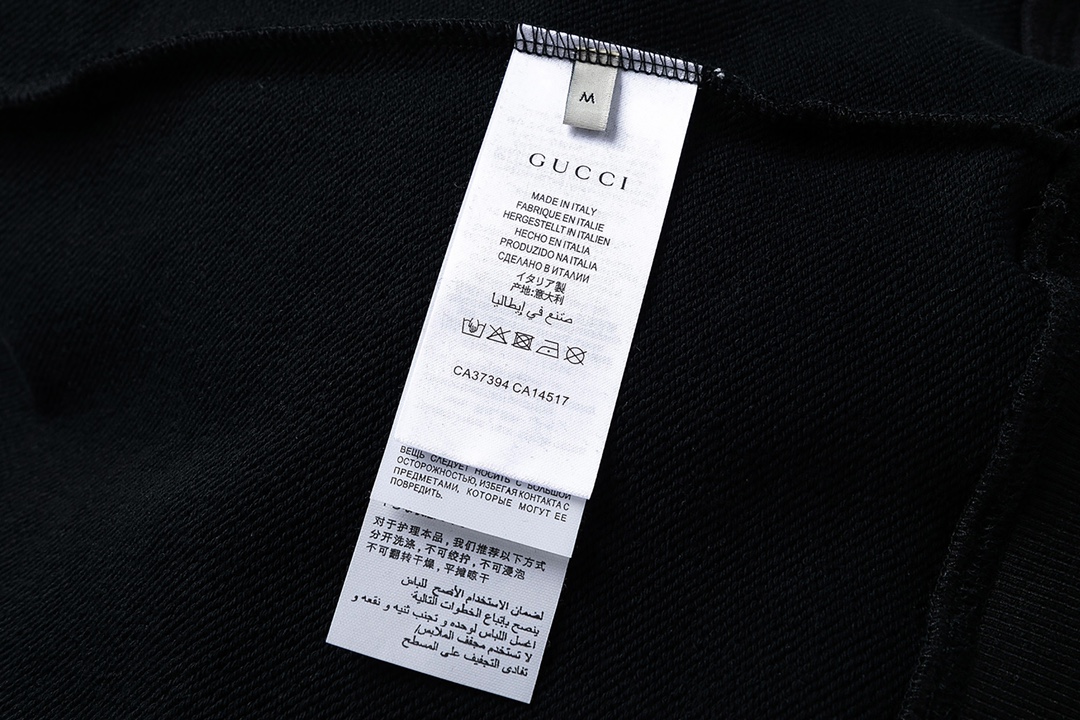 M
GUCCI
MADE IN ITALY
FABRIQUE EN ITALIE
HERGESTELLT IN ITALIEN
HECHO EN ITALIA
PRODUZIDO NA ITALIA
СДЕЛАНО В ИТАЛИИ
イタリア製
产地:意大利
صنع في إيطاليا
CA37394 CA14517
ВЕЩЬ СЛЕДУЕТ НОСИТЬ С БОЛЬШОЙ
ОСТОРОЖНОСТЬЮ, ИЗБЕГАЯ КОНТАКТА С
ПРЕДМЕТАМИ, КОТОРЫЕ МОГУТ ЕЕ
ПОВРЕДИТЬ.
对于护理本品，我们推荐以下方式
分开洗涤，不可绞拧，不可浸泡
不可翻转干燥，平摊晾干
لضمان الاستخدام الأصح للباس
ينصح بإتباع الخطوات التالية:
اغسل اللباس لوحده و تجنب ثنيه و نقعه و
لا تستخدم مجفف الملابس/
تفادى التجفيف على المسطح